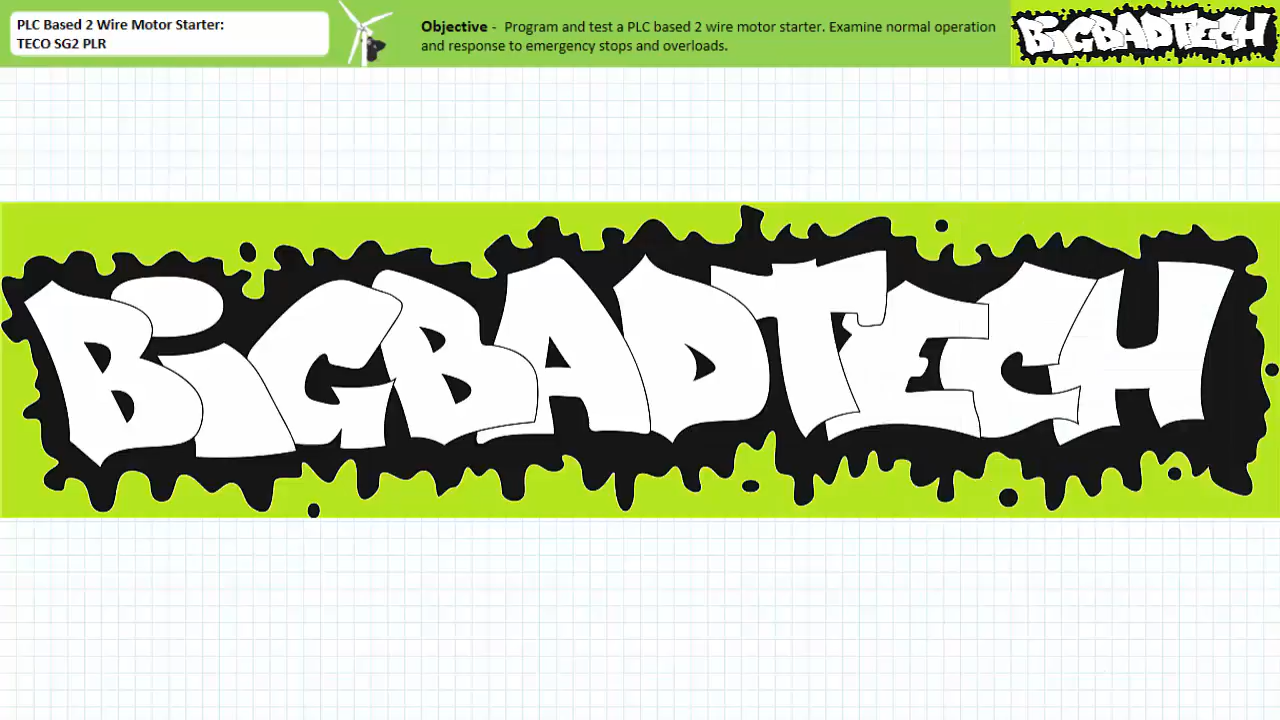 PLC Based 2 Wire Motor Starter:
TECO SG2 PLR
Objective - Program and test a PLC based 2 wire motor starter. Examine normal operation
and response to emergency stops and overloads.
BiGBADTECH
BiGBADTECH